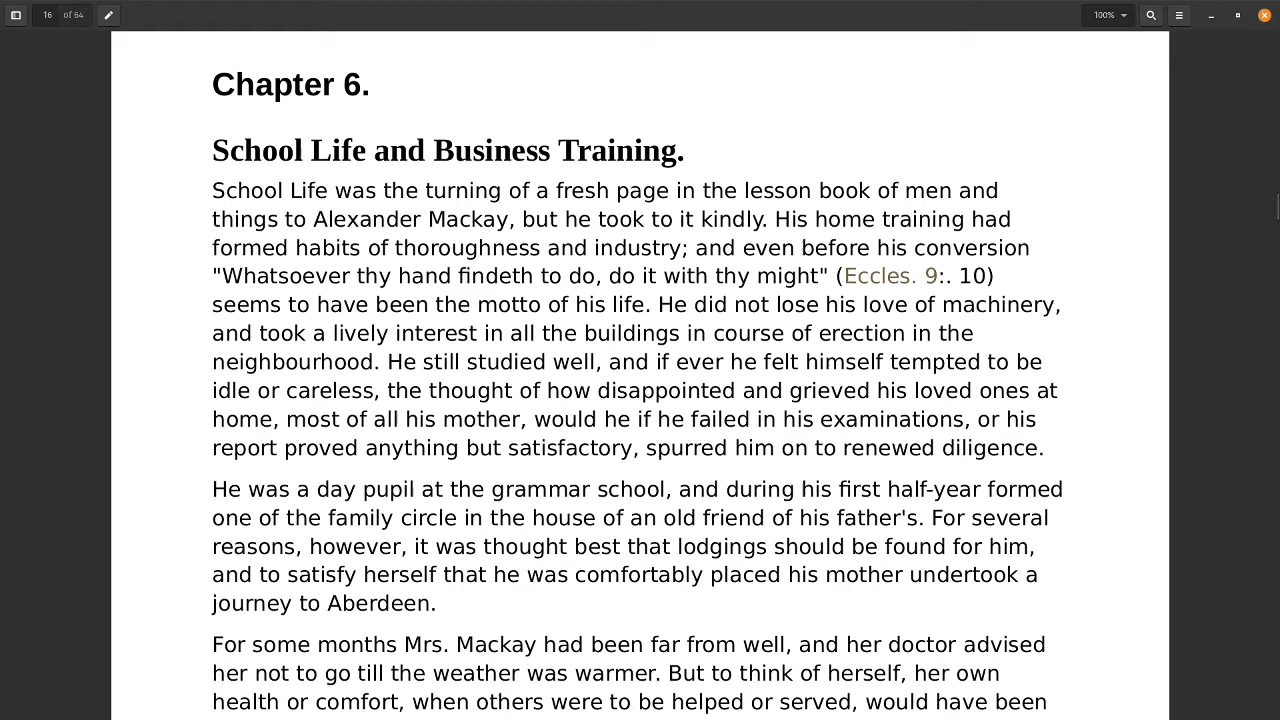 16 of 64
100%
Chapter 6.
School Life and Business Training.
School Life was the turning of a fresh page in the lesson book of men and
things to Alexander Mackay, but he took to it kindly. His home training had
formed habits of thoroughness and industry; and even before his conversion
"Whatsoever thy hand findeth to do, do it with thy might" (Eccles. 9:. 10)
seems to have been the motto of his life. He did not lose his love of machinery,
and took a lively interest in all the buildings in course of erection in the
neighbourhood. He still studied well, and if ever he felt himself tempted to be
idle or careless, the thought of how disappointed and grieved his loved ones at
home, most of all his mother, would he if he failed in his examinations, or his
report proved anything but satisfactory, spurred him on to renewed diligence.
He was a day pupil at the grammar school, and during his first half-year formed
one of the family circle in the house of an old friend of his father's. For several
reasons, however, it was thought best that lodgings should be found for him,
and to satisfy herself that he was comfortably placed his mother undertook a
journey to Aberdeen.
For some months Mrs. Mackay had been far from well, and her doctor advised
her not to go till the weather was warmer. But to think of herself, her own
health or comfort, when others were to be helped or served, would have been